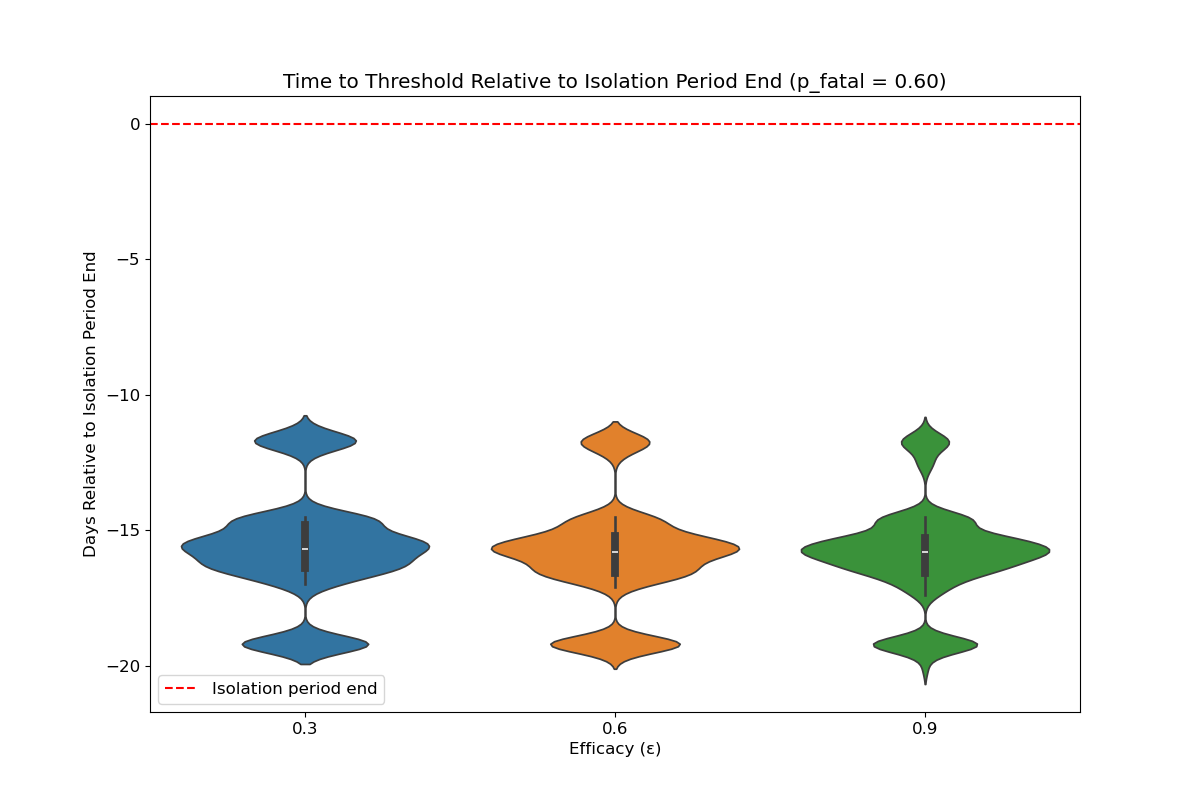 Time to Threshold Relative to Isolation Period End (p_fatal = 0.60)
Days Relative to Isolation Period End
0
−5
−10
−15
−20
Isolation period end
0.3
0.6
0.9
Efficacy (ε)